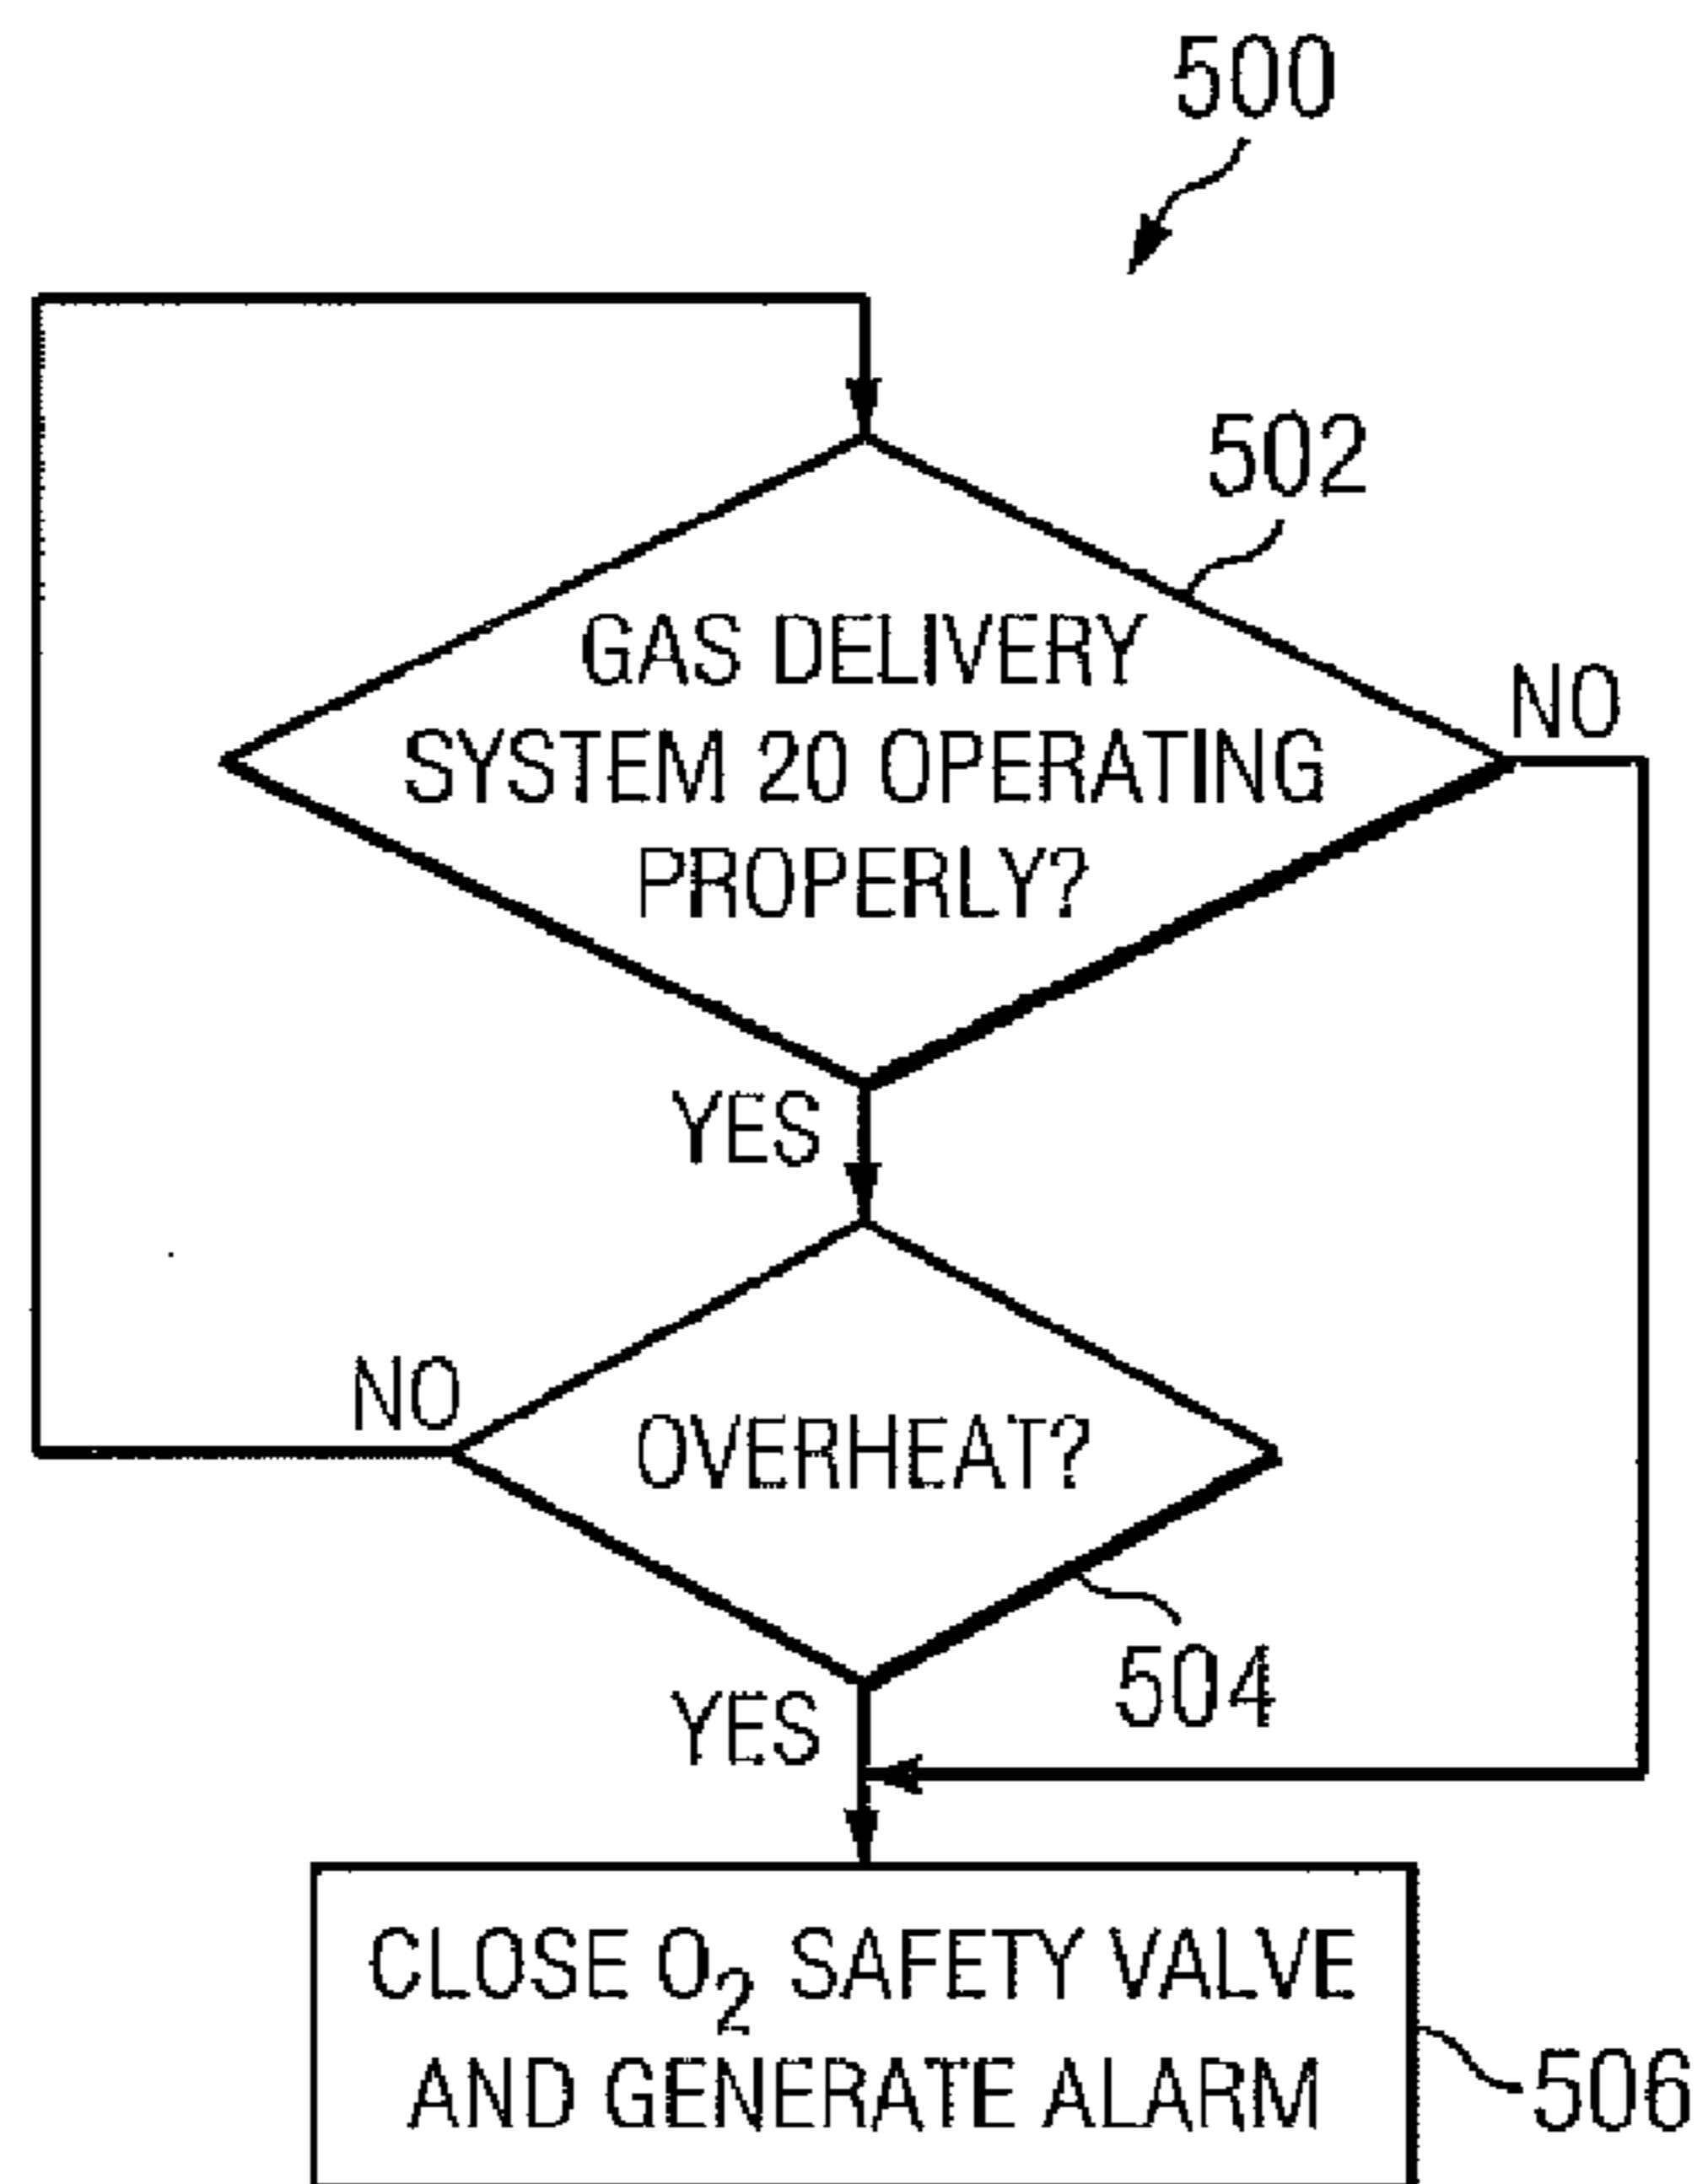 500
502
GAS DELIVERY
SYSTEM 20 OPERATING
PROPERLY?
NO
YES
NO
OVERHEAT?
504
YES
CLOSE O₂ SAFETY VALVE
AND GENERATE ALARM
506